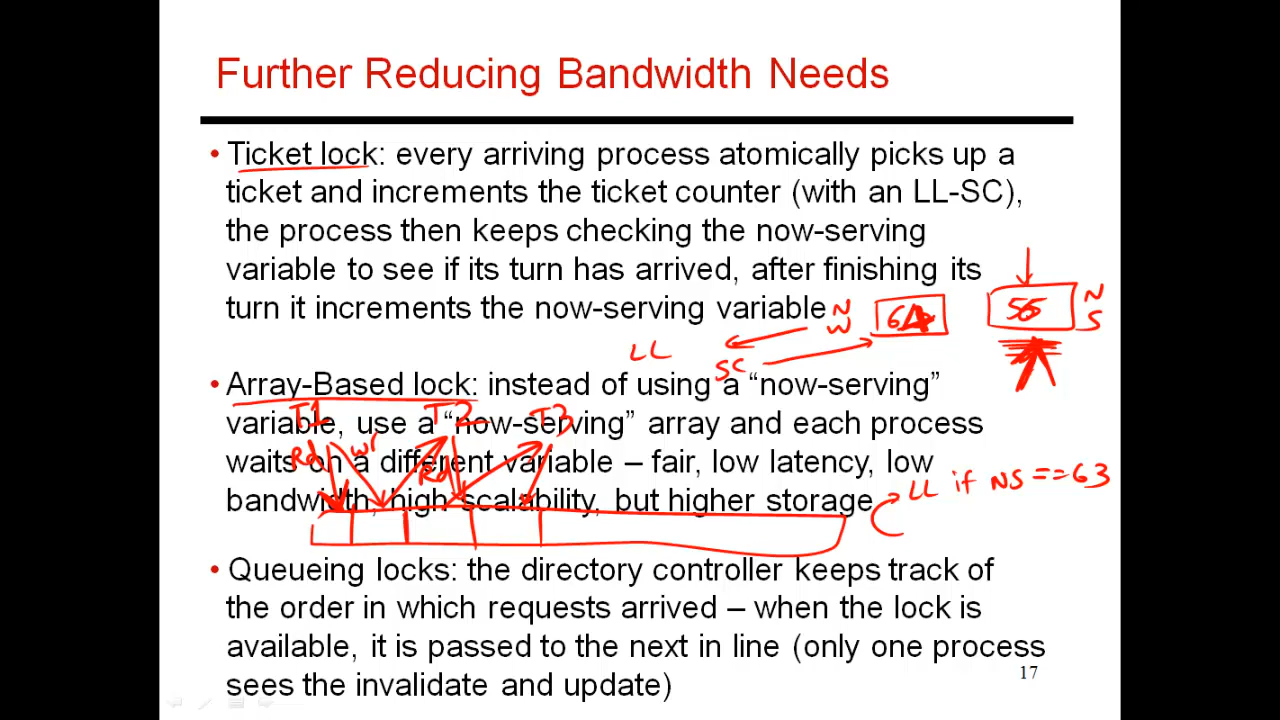 Further Reducing Bandwidth Needs
• Ticket lock: every arriving process atomically picks up a
ticket and increments the ticket counter (with an LL-SC),
the process then keeps checking the now-serving
variable to see if its turn has arrived, after finishing its
turn it increments the now-serving variable
N
W
N
S
LL
SC
• Array-Based lock: instead of using a “now-serving”
T1 T2 T3
variable, use a “now-serving” array and each process
Rd wr Rd
waits on a different variable – fair, low latency, low
LL if NS == 63
bandwidth, high scalability, but higher storage
• Queueing locks: the directory controller keeps track of
the order in which requests arrived – when the lock is
available, it is passed to the next in line (only one process
sees the invalidate and update)
17